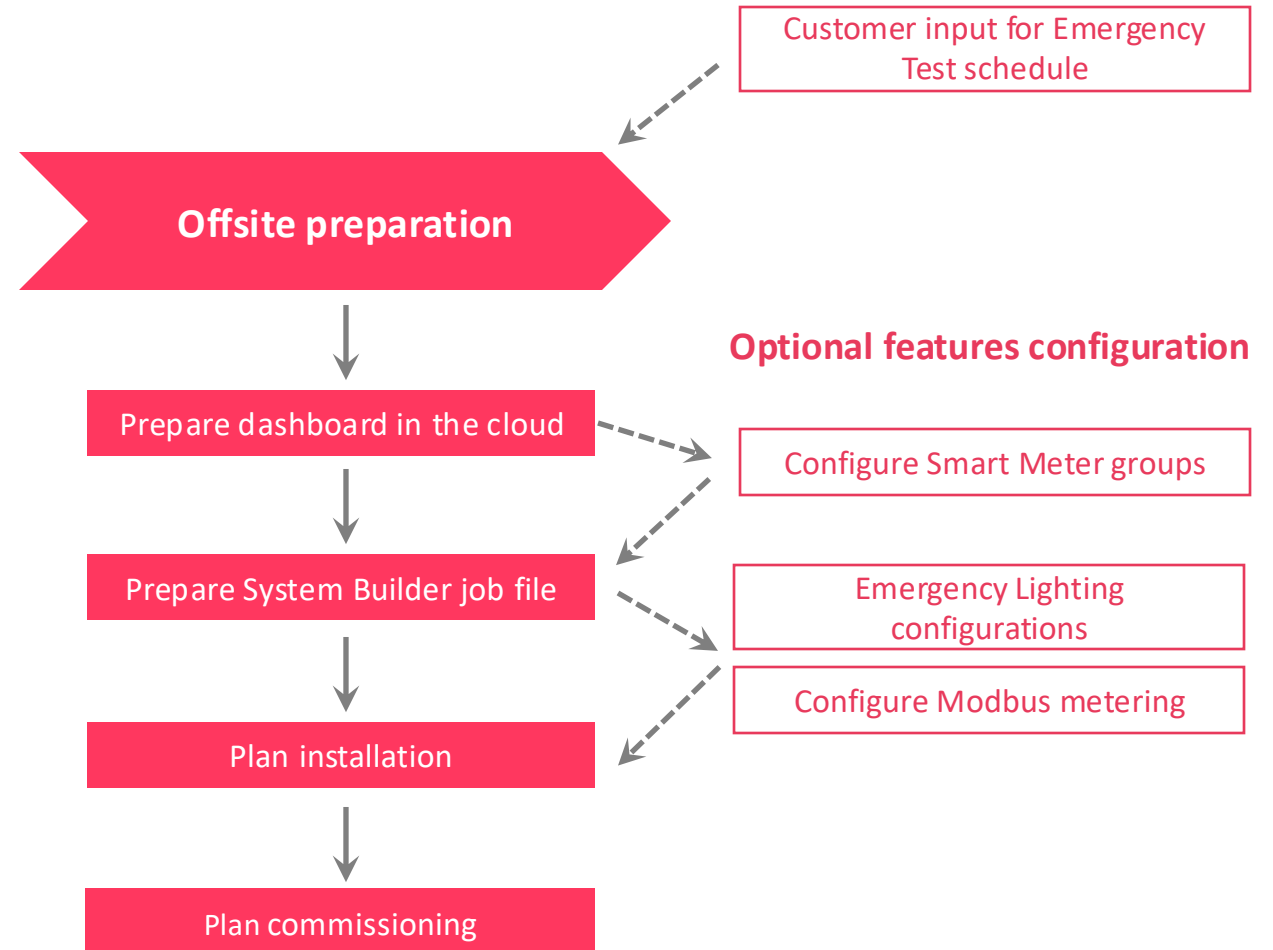 Customer input for Emergency
Test schedule
Offsite preparation
Optional features configuration
Prepare dashboard in the cloud
Configure Smart Meter groups
Prepare System Builder job file
Emergency Lighting
configurations
Configure Modbus metering
Plan installation
Plan commissioning